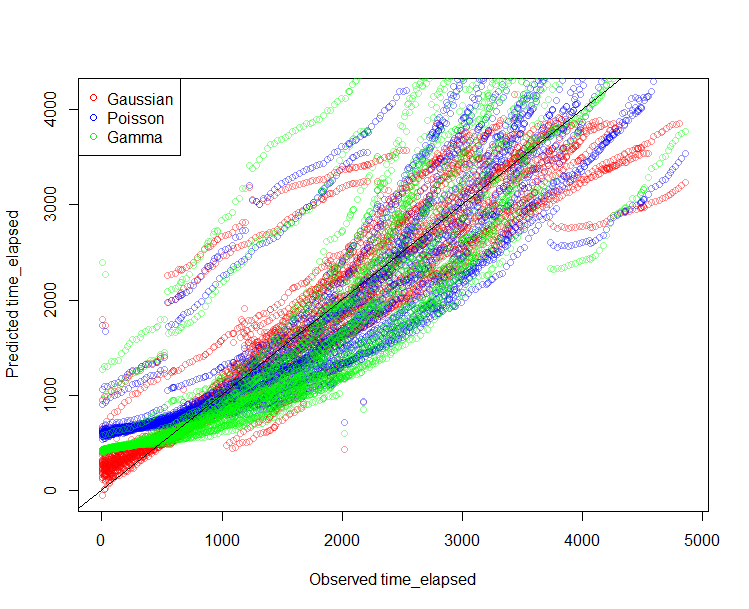 Gaussian
Poisson
Gamma
Predicted time_elapsed
4000
3000
2000
1000
0
0 1000 2000 3000 4000 5000
Observed time_elapsed